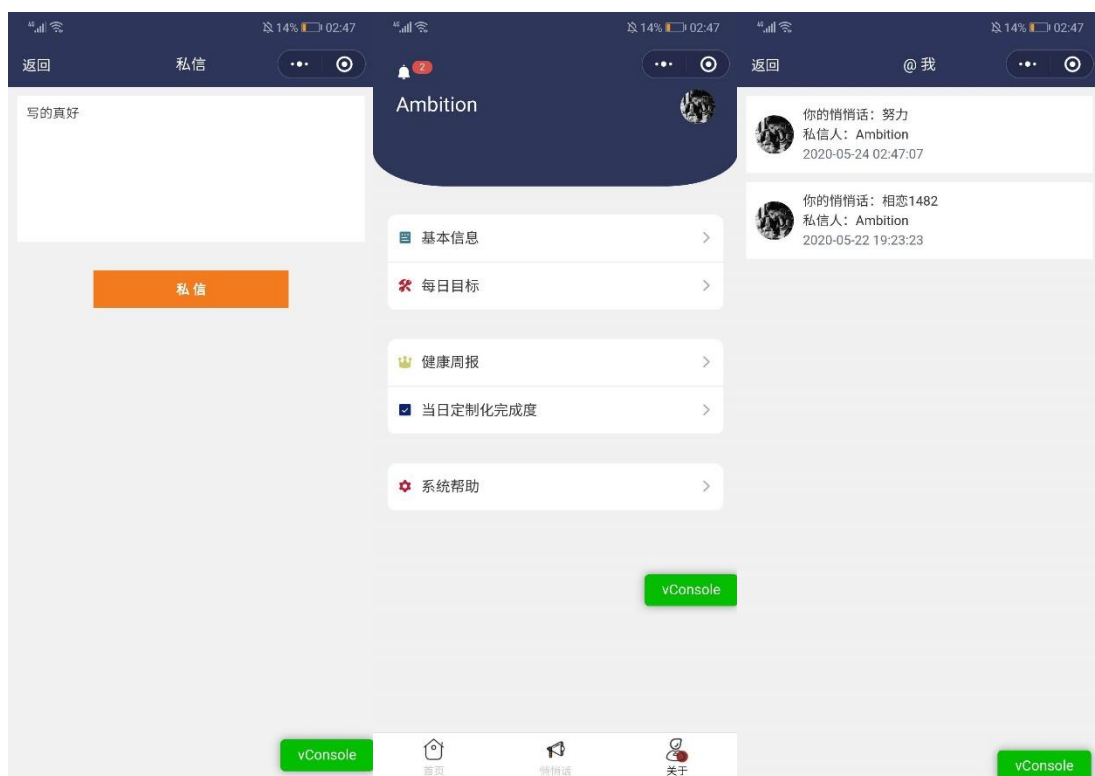 4G
14% 02:47
返回
私信
写的真好
私信
vConsole
4G
14% 02:47
2
Ambition
基本信息
每日目标
健康周报
当日定制化完成度
系统帮助
vConsole
首页
悄悄话
关于
4G
14% 02:47
返回
@我
你的悄悄话：努力
私信人：Ambition
2020-05-24 02:47:07
你的悄悄话：相恋1482
私信人：Ambition
2020-05-22 19:23:23
vConsole